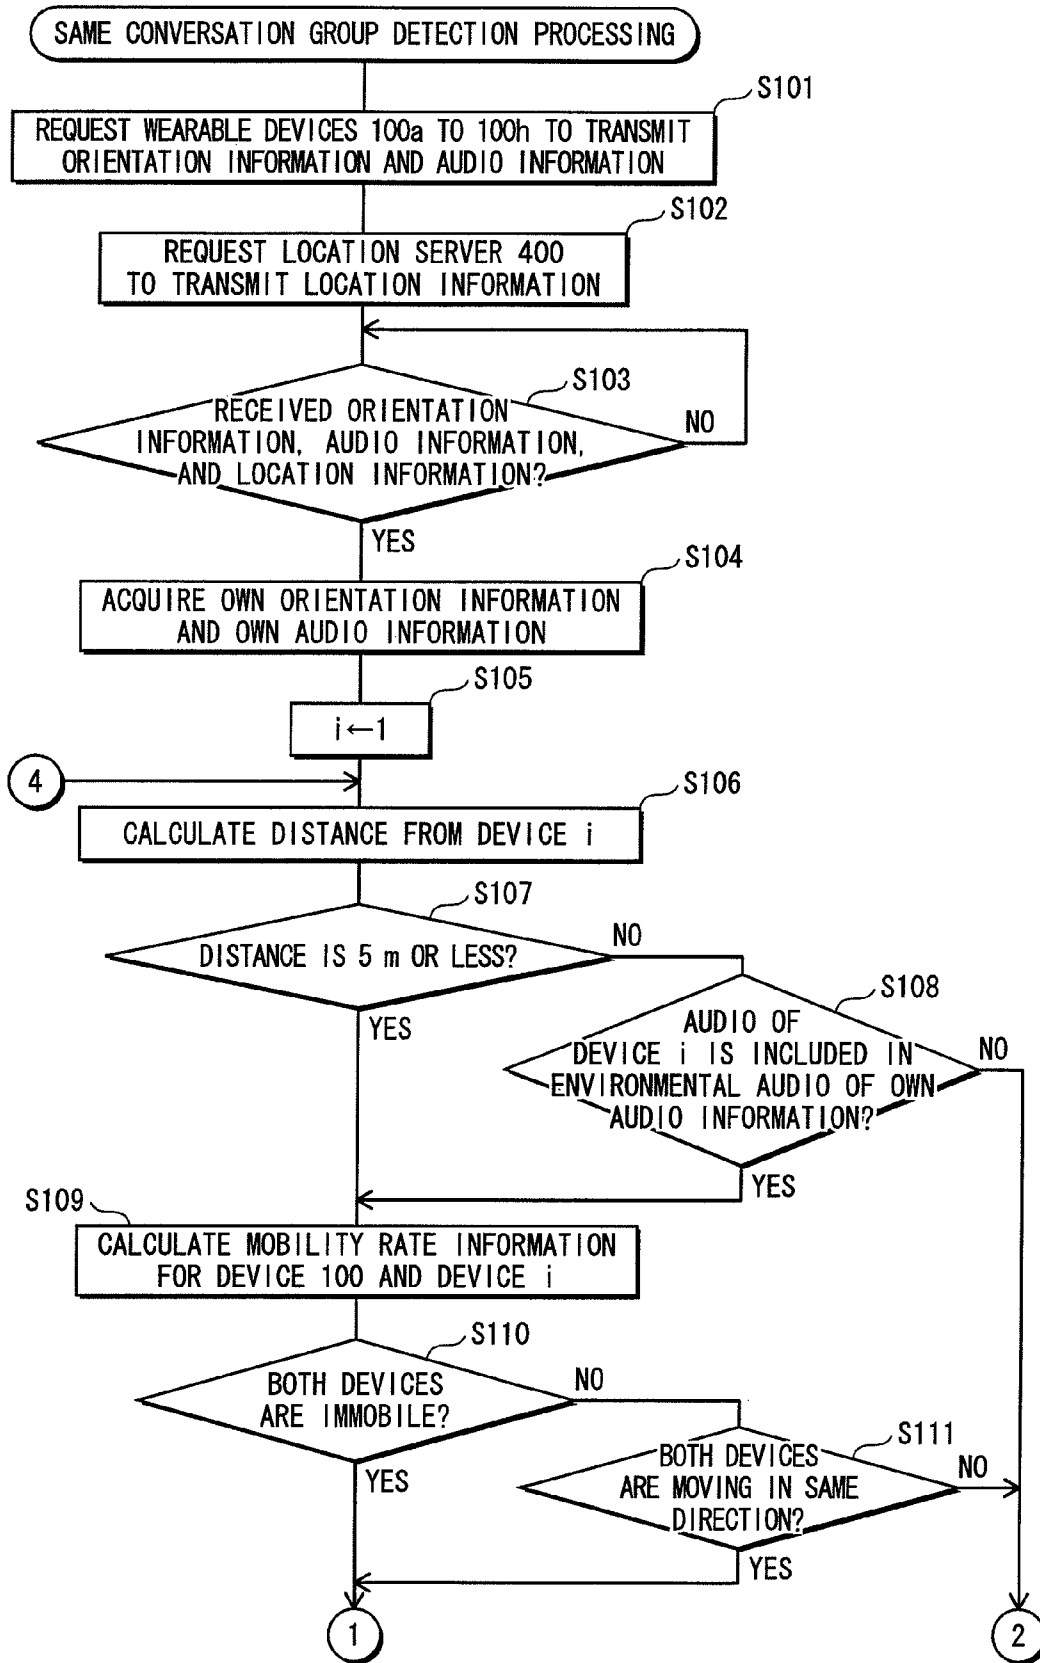 SAME CONVERSATION GROUP DETECTION PROCESSING
S101
REQUEST WEARABLE DEVICES 100a TO 100h TO TRANSMIT
ORIENTATION INFORMATION AND AUDIO INFORMATION
S102
REQUEST LOCATION SERVER 400
TO TRANSMIT LOCATION INFORMATION
S103
RECEIVED ORIENTATION
INFORMATION, AUDIO INFORMATION,
AND LOCATION INFORMATION?
NO
YES
S104
ACQUIRE OWN ORIENTATION INFORMATION
AND OWN AUDIO INFORMATION
S105
i←1
4
S106
CALCULATE DISTANCE FROM DEVICE i
S107
DISTANCE IS 5 m OR LESS?
NO
YES
S108
AUDIO OF
DEVICE i IS INCLUDED IN
ENVIRONMENTAL AUDIO OF OWN
AUDIO INFORMATION?
NO
YES
S109
CALCULATE MOBILITY RATE INFORMATION
FOR DEVICE 100 AND DEVICE i
S110
BOTH DEVICES
ARE IMMOBILE?
NO
YES
S111
BOTH DEVICES
ARE MOVING IN SAME
DIRECTION?
NO
YES
1
2